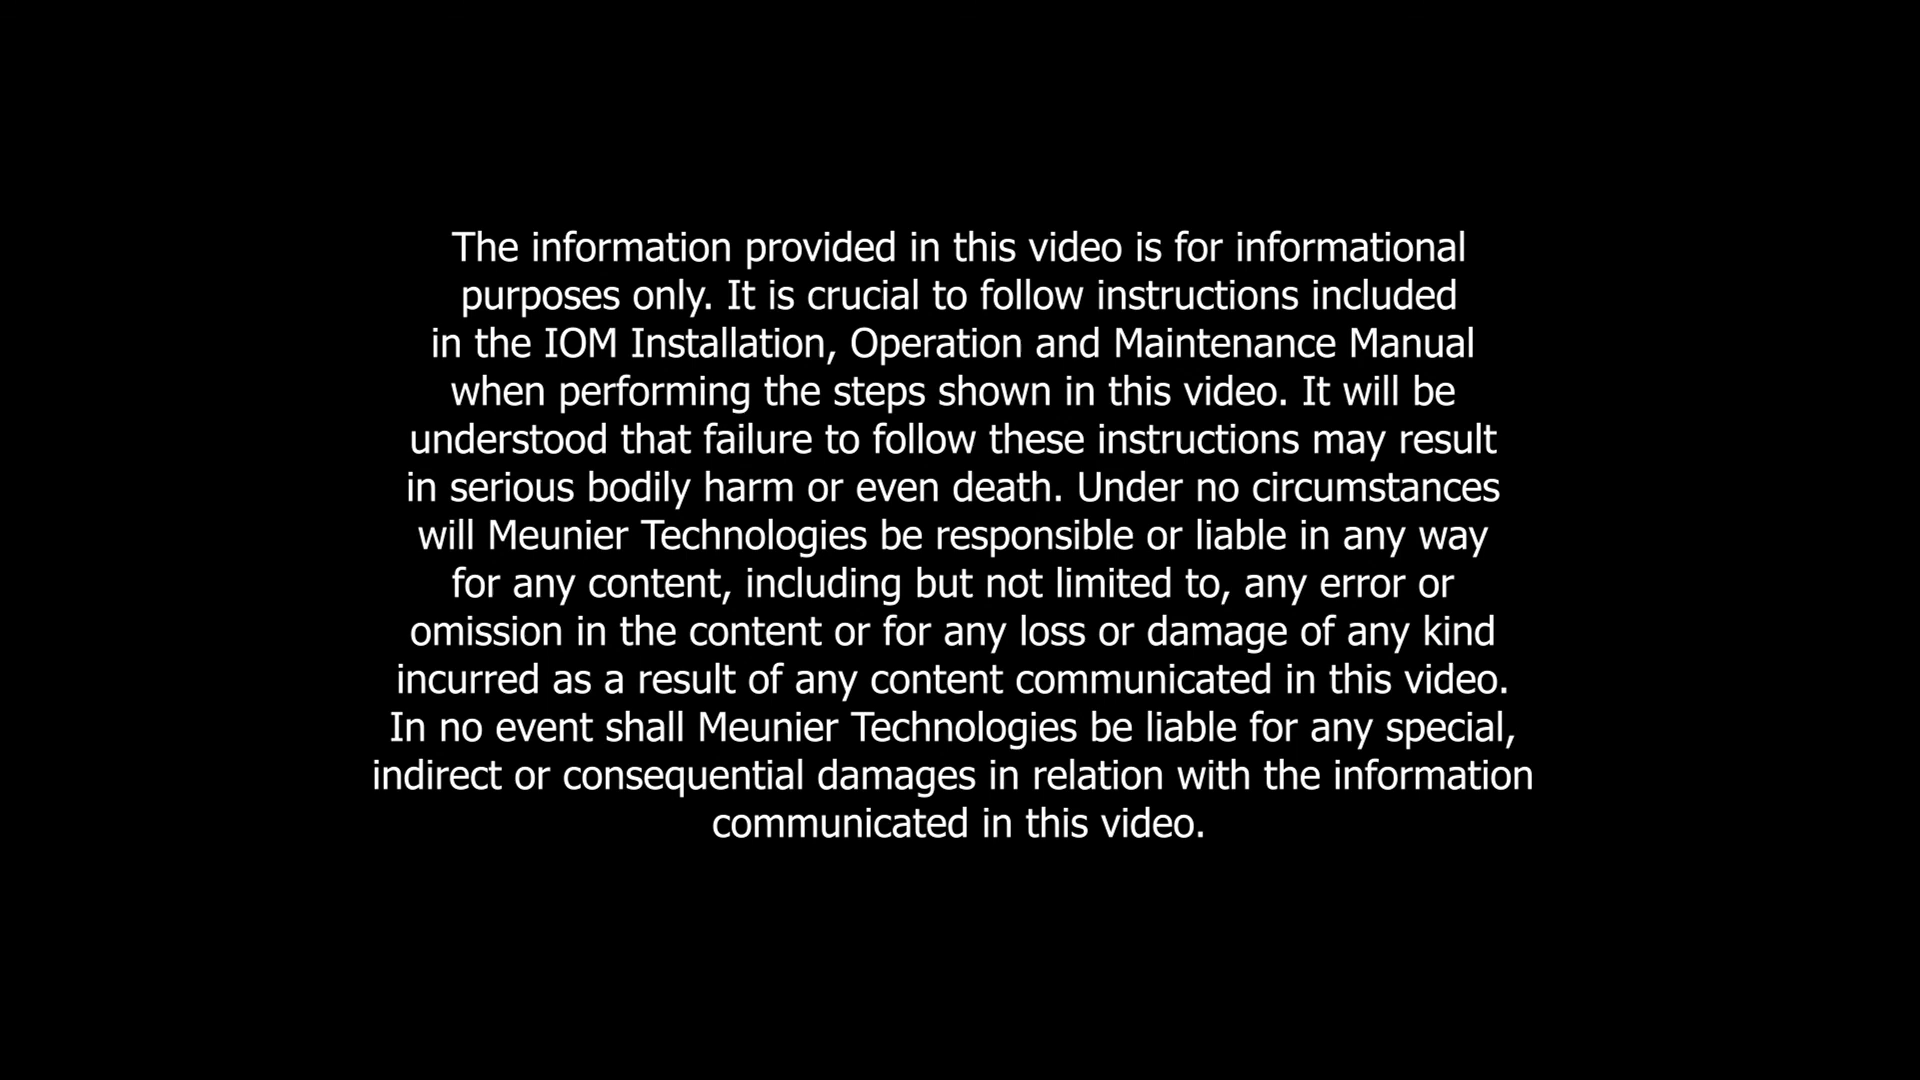 The information provided in this video is for informational
purposes only. It is crucial to follow instructions included
in the IOM Installation, Operation and Maintenance Manual
when performing the steps shown in this video. It will be
understood that failure to follow these instructions may result
in serious bodily harm or even death. Under no circumstances
will Meunier Technologies be responsible or liable in any way
for any content, including but not limited to, any error or
omission in the content or for any loss or damage of any kind
incurred as a result of any content communicated in this video.
In no event shall Meunier Technologies be liable for any special,
indirect or consequential damages in relation with the information
communicated in this video.